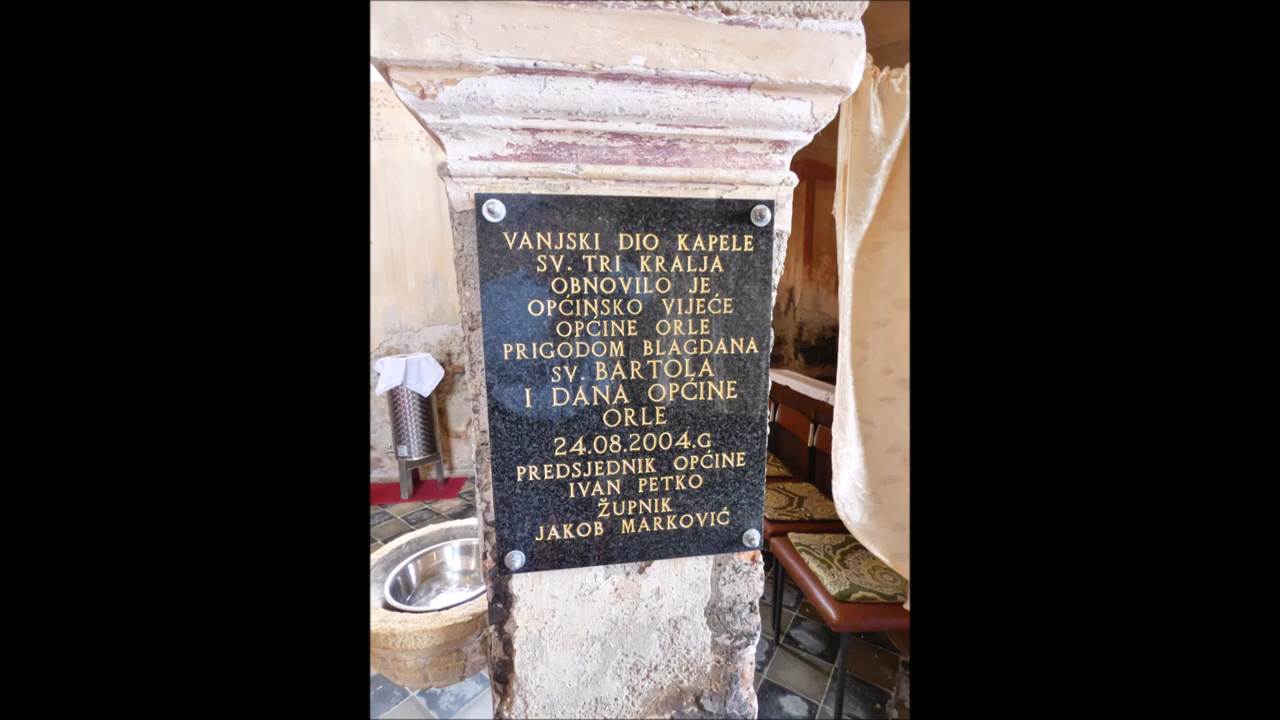 VANJSKI DIO KAPELE
SV. TRI KRALJA
OBNOVILO JE
OPĆINSKO VIJEĆE
OPĆINE ORLE
PRIGODOM BLAGDANA
SV. BARTOLA
I DANA OPĆINE
ORLE
24.08.2004.G
PREDSJEDNIK OPĆINE
IVAN PETKO
ŽUPNIK
JAKOB MARKOVIĆ